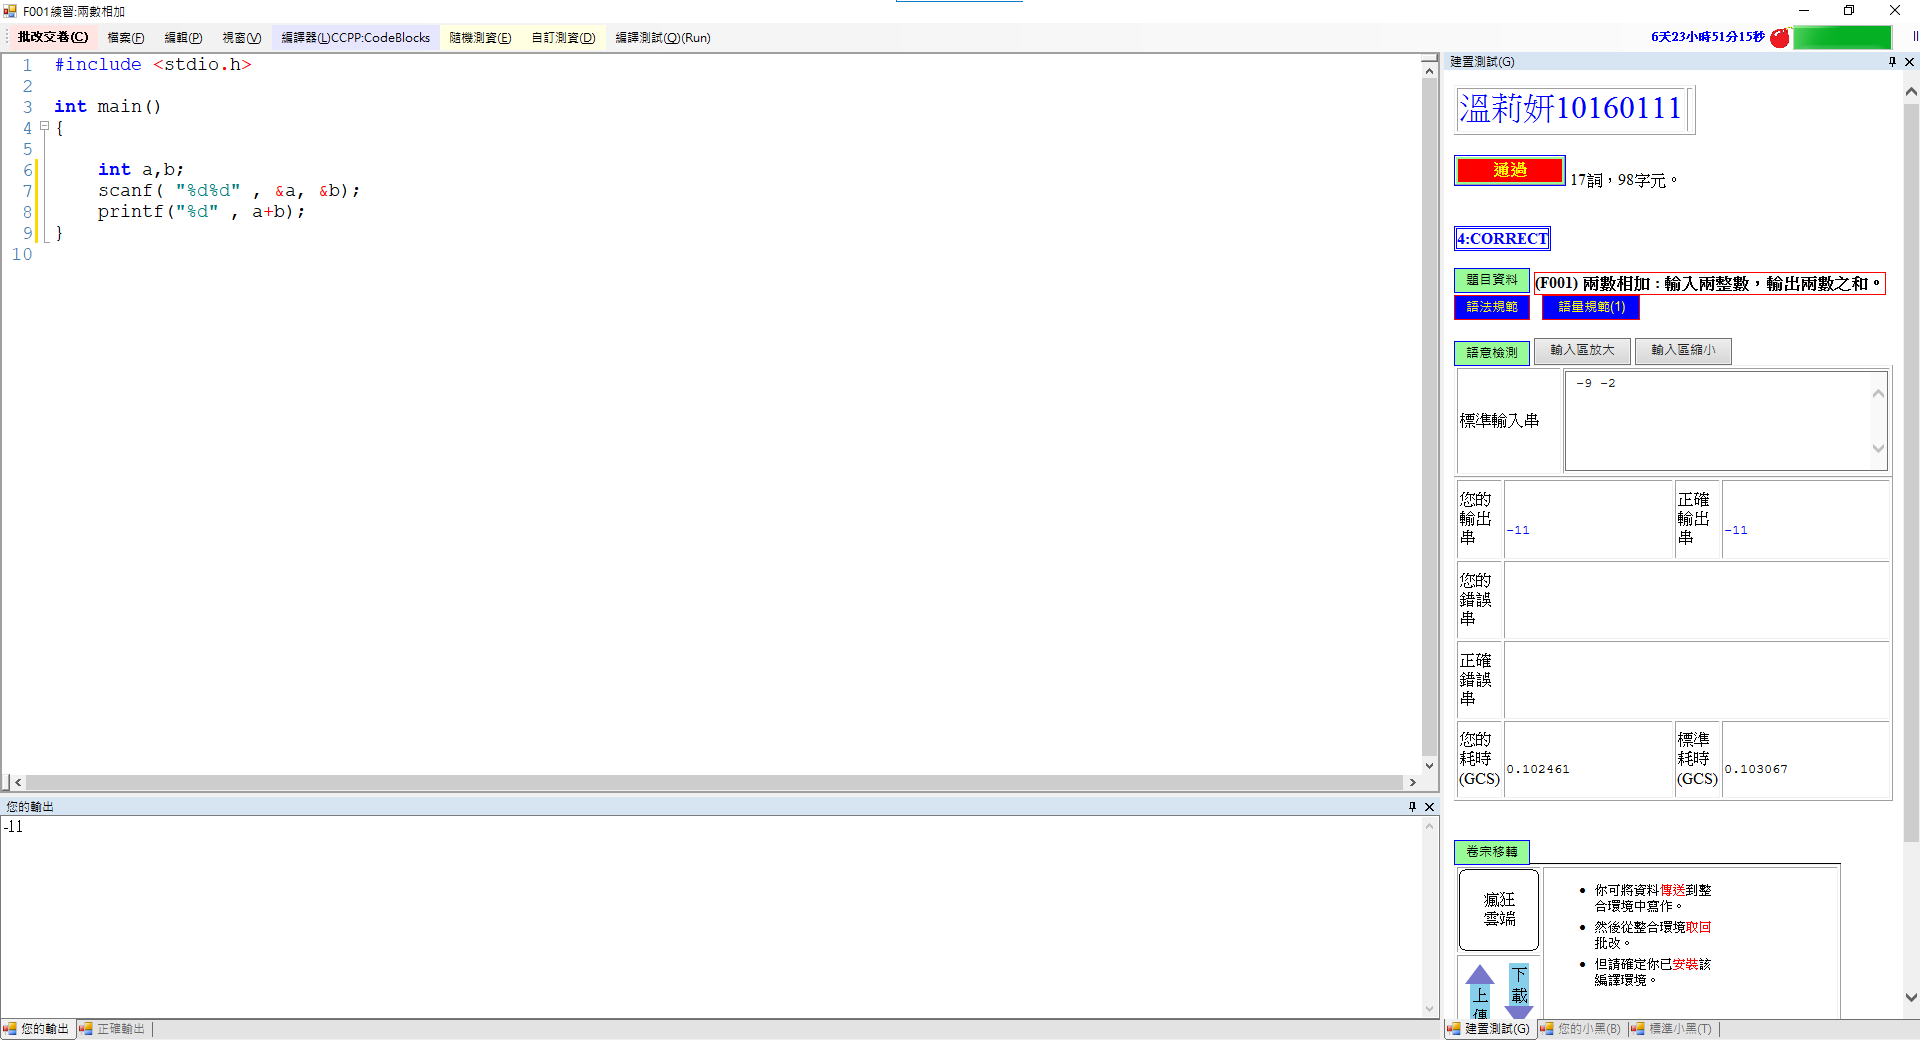 F001練習:兩數相加
批改交卷(C) 檔案(F) 編輯(P) 視窗(V) 編譯器(L)CCPP:CodeBlocks 隨機測資(E) 自訂測資(D) 編譯測試(Q)(Run) 6天23小時51分15秒
1 #include <stdio.h>
2
3 int main()
4 {
5
6 int a,b;
7 scanf( "%d%d" , &a, &b);
8 printf("%d" , a+b);
9 }
10
您的輸出
-11
您的輸出 正確輸出
建置測試(G)
溫莉妍10160111
通過 17詞，98字元。
4:CORRECT
題目資料 (F001) 兩數相加：輸入兩整數，輸出兩數之和。
語法規範 語量規範(1)
語意檢測 輸入區放大 輸入區縮小
標準輸入串 -9 -2
您的輸出串 -11 正確輸出串 -11
您的錯誤串
正確錯誤串
您的耗時(GCS) 0.102461 標準耗時(GCS) 0.103067
卷宗移轉
瘋狂
雲端
上傳 下載
• 你可將資料傳送到整
合環境中寫作。
• 然後從整合環境取回
批改。
• 但請確定你已安裝該
編譯環境。
建置測試(G) 您的小黑(B) 標準小黑(T)